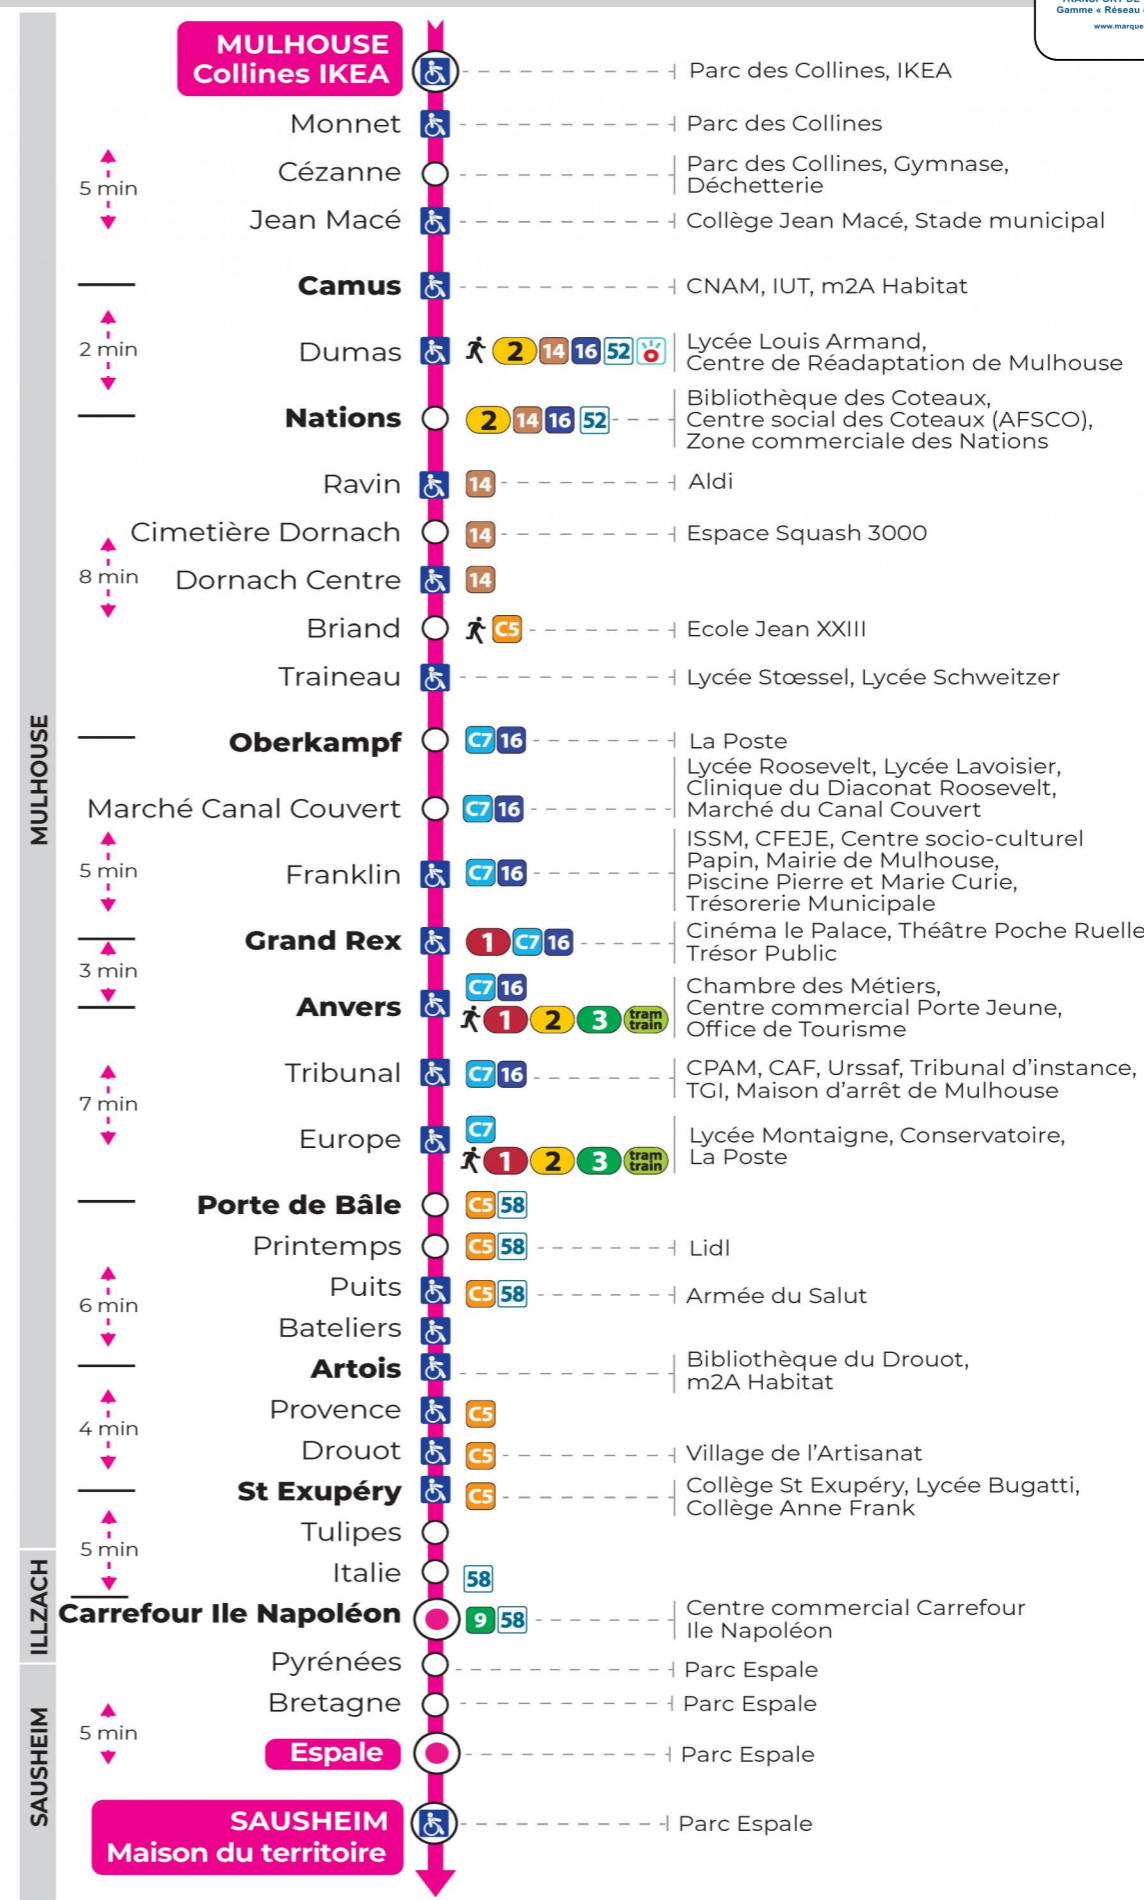 TRANSPORT DE
Gamme « Réseau
www.marque
MULHOUSE
Collines IKEA
Parc des Collines, IKEA
Monnet
Parc des Collines
5 min
Cézanne
Parc des Collines, Gymnase,
Déchetterie
Jean Macé
Collège Jean Macé, Stade municipal
Camus
CNAM, IUT, m2A Habitat
2 min
Dumas
2 14 16 52
Lycée Louis Armand,
Centre de Réadaptation de Mulhouse
Nations
2 14 16 52
Bibliothèque des Coteaux,
Centre social des Coteaux (AFSCO),
Zone commerciale des Nations
Ravin
14
Aldi
Cimetière Dornach
14
Espace Squash 3000
8 min
Dornach Centre
14
Briand
C5
Ecole Jean XXIII
Traineau
Lycée Stœssel, Lycée Schweitzer
MULHOUSE
Oberkampf
C7 16
La Poste
Marché Canal Couvert
C7 16
Lycée Roosevelt, Lycée Lavoisier,
Clinique du Diaconat Roosevelt,
Marché du Canal Couvert
5 min
Franklin
C7 16
ISSM, CFEJE, Centre socio-culturel
Papin, Mairie de Mulhouse,
Piscine Pierre et Marie Curie,
Trésorerie Municipale
Grand Rex
1 C7 16
Cinéma le Palace, Théâtre Poche Ruelle
Trésor Public
3 min
Anvers
C7 16
1 2 3 tram train
Chambre des Métiers,
Centre commercial Porte Jeune,
Office de Tourisme
Tribunal
C7 16
CPAM, CAF, Urssaf, Tribunal d'instance,
TGI, Maison d'arrêt de Mulhouse
7 min
Europe
C7
1 2 3 tram train
Lycée Montaigne, Conservatoire,
La Poste
Porte de Bâle
C5 58
Printemps
C5 58
Lidl
6 min
Puits
C5 58
Armée du Salut
Bateliers
Artois
Bibliothèque du Drouot,
m2A Habitat
Provence
C5
4 min
Drouot
C5
Village de l'Artisanat
St Exupéry
C5
Collège St Exupéry, Lycée Bugatti,
Collège Anne Frank
Tulipes
5 min
Italie
58
ILLZACH
Carrefour Ile Napoléon
9 58
Centre commercial Carrefour
Ile Napoléon
Pyrénées
Parc Espale
Bretagne
Parc Espale
5 min
SAUSHEIM
Espale
Parc Espale
SAUSHEIM
Maison du territoire
Parc Espale